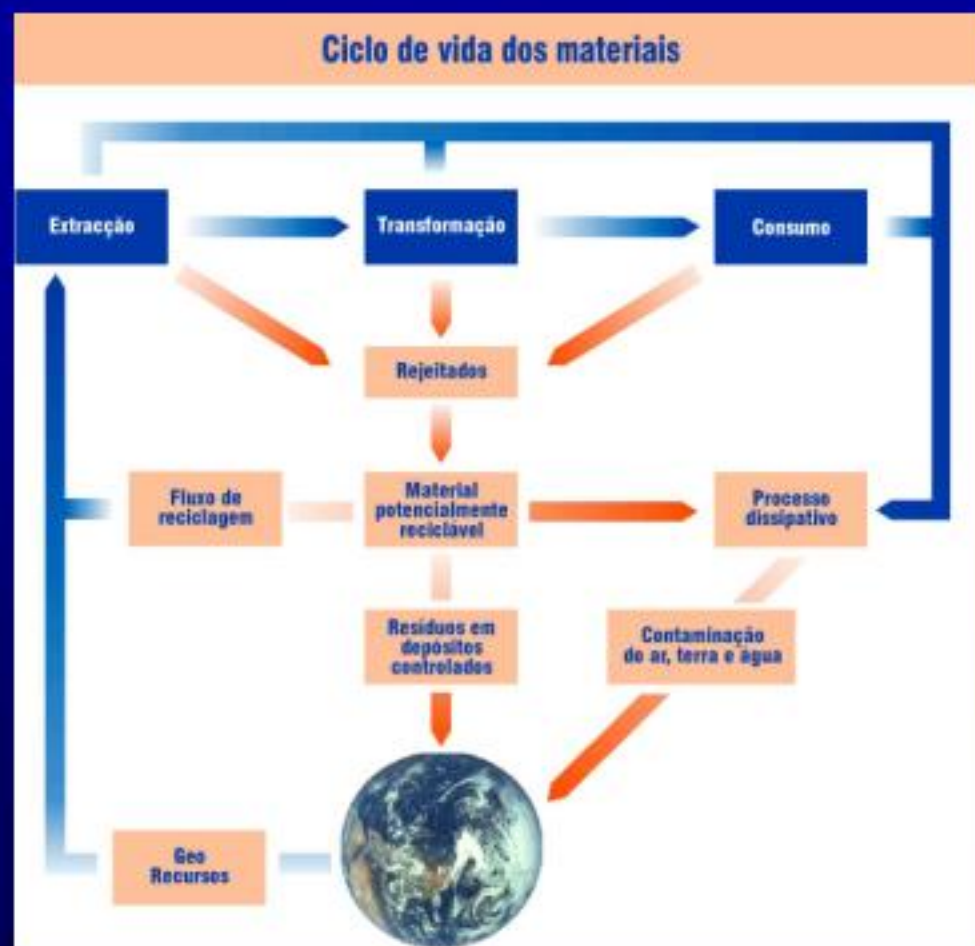 Ciclo de vida dos materiais
Extracção
Transformação
Consumo
Rejeitados
Fluxo de
reciclagem
Material
potencialmente
reciclável
Processo
dissipativo
Resíduos em
depósitos
controlados
Contaminação
do ar, terra e água
Geo
Recursos